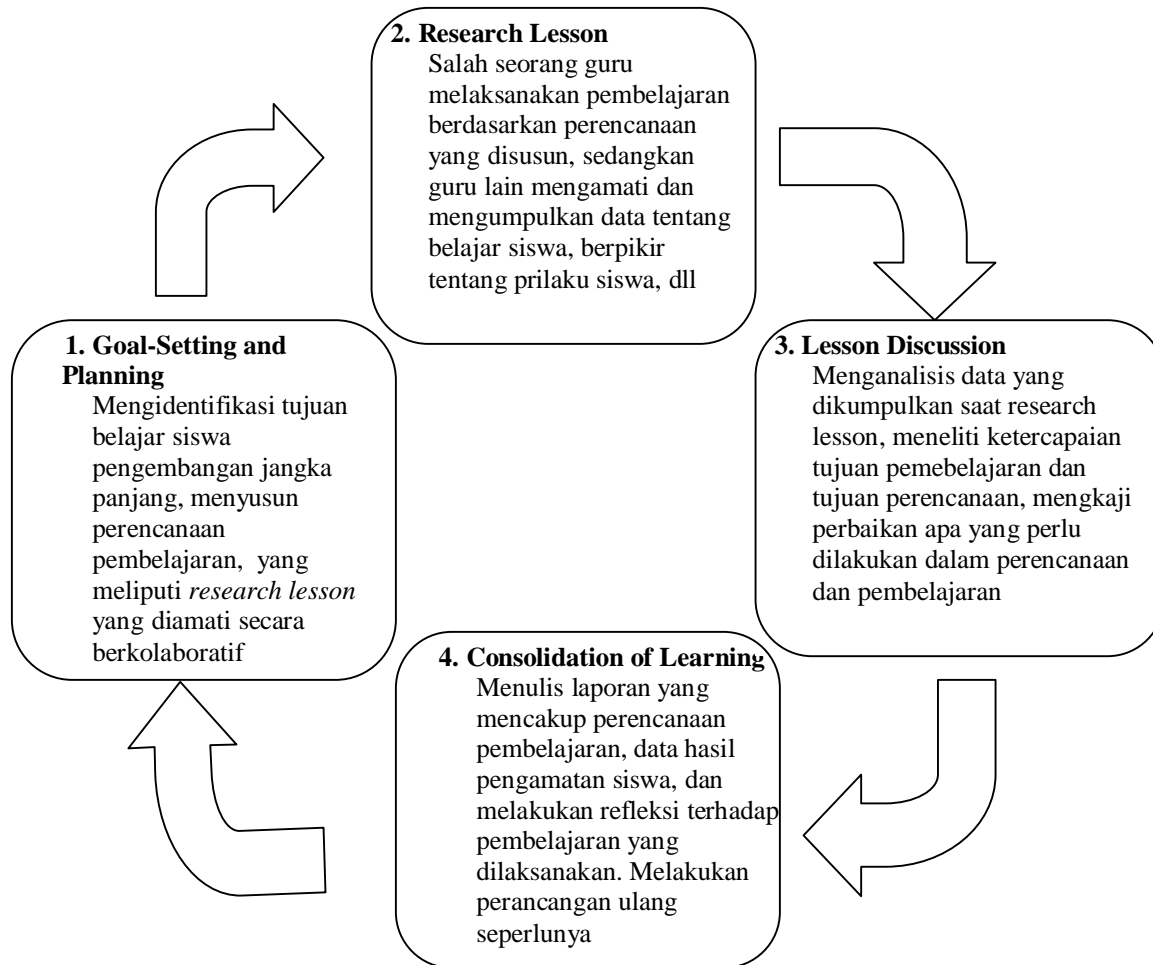 2. Research Lesson
Salah seorang guru
melaksanakan pembelajaran
berdasarkan perencanaan
yang disusun, sedangkan
guru lain mengamati dan
mengumpulkan data tentang
belajar siswa, berpikir
tentang prilaku siswa, dll
1. Goal-Setting and
Planning
Mengidentifikasi tujuan
belajar siswa
pengembangan jangka
panjang, menyusun
perencanaan
pembelajaran, yang
meliputi research lesson
yang diamati secara
berkolaboratif
3. Lesson Discussion
Menganalisis data yang
dikumpulkan saat research
lesson, meneliti ketercapaian
tujuan pemebelajaran dan
tujuan perencanaan, mengkaji
perbaikan apa yang perlu
dilakukan dalam perencanaan
dan pembelajaran
4. Consolidation of Learning
Menulis laporan yang
mencakup perencanaan
pembelajaran, data hasil
pengamatan siswa, dan
melakukan refleksi terhadap
pembelajaran yang
dilaksanakan. Melakukan
perancangan ulang
seperlunya